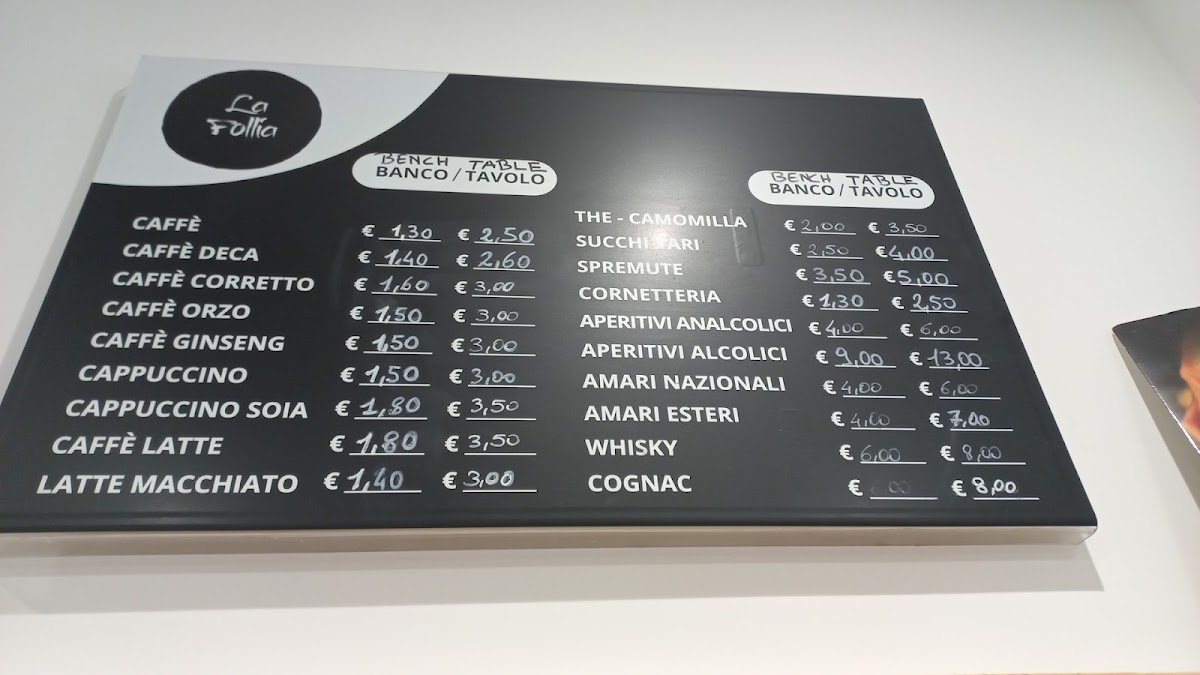 La
Follia
BENCH TABLE
BANCO / TAVOLO
CAFFÈ € 1,30 € 2,50
CAFFÈ DECA € 1,40 € 2,60
CAFFÈ CORRETTO € 1,60 € 3,00
CAFFÈ ORZO € 1,50 € 3,00
CAFFÈ GINSENG € 1,50 € 3,00
CAPPUCCINO € 1,50 € 3,00
CAPPUCCINO SOIA € 1,80 € 3,50
CAFFÈ LATTE € 1,80 € 3,50
LATTE MACCHIATO € 1,40 € 3,00
BENCH TABLE
BANCO / TAVOLO
THE - CAMOMILLA € 2,00 € 3,50
SUCCHI € 2,50 € 4,00
SPREMUTE € 3,50 € 5,00
CORNETTERIA € 1,30 € 2,50
APERITIVI ANALCOLICI € 4,00 € 6,00
APERITIVI ALCOLICI € 9,00 € 13,00
AMARI NAZIONALI € 4,00 € 6,00
AMARI ESTERI € 4,00 € 7,00
WHISKY € 6,00 € 8,00
COGNAC € 6,00 € 8,00